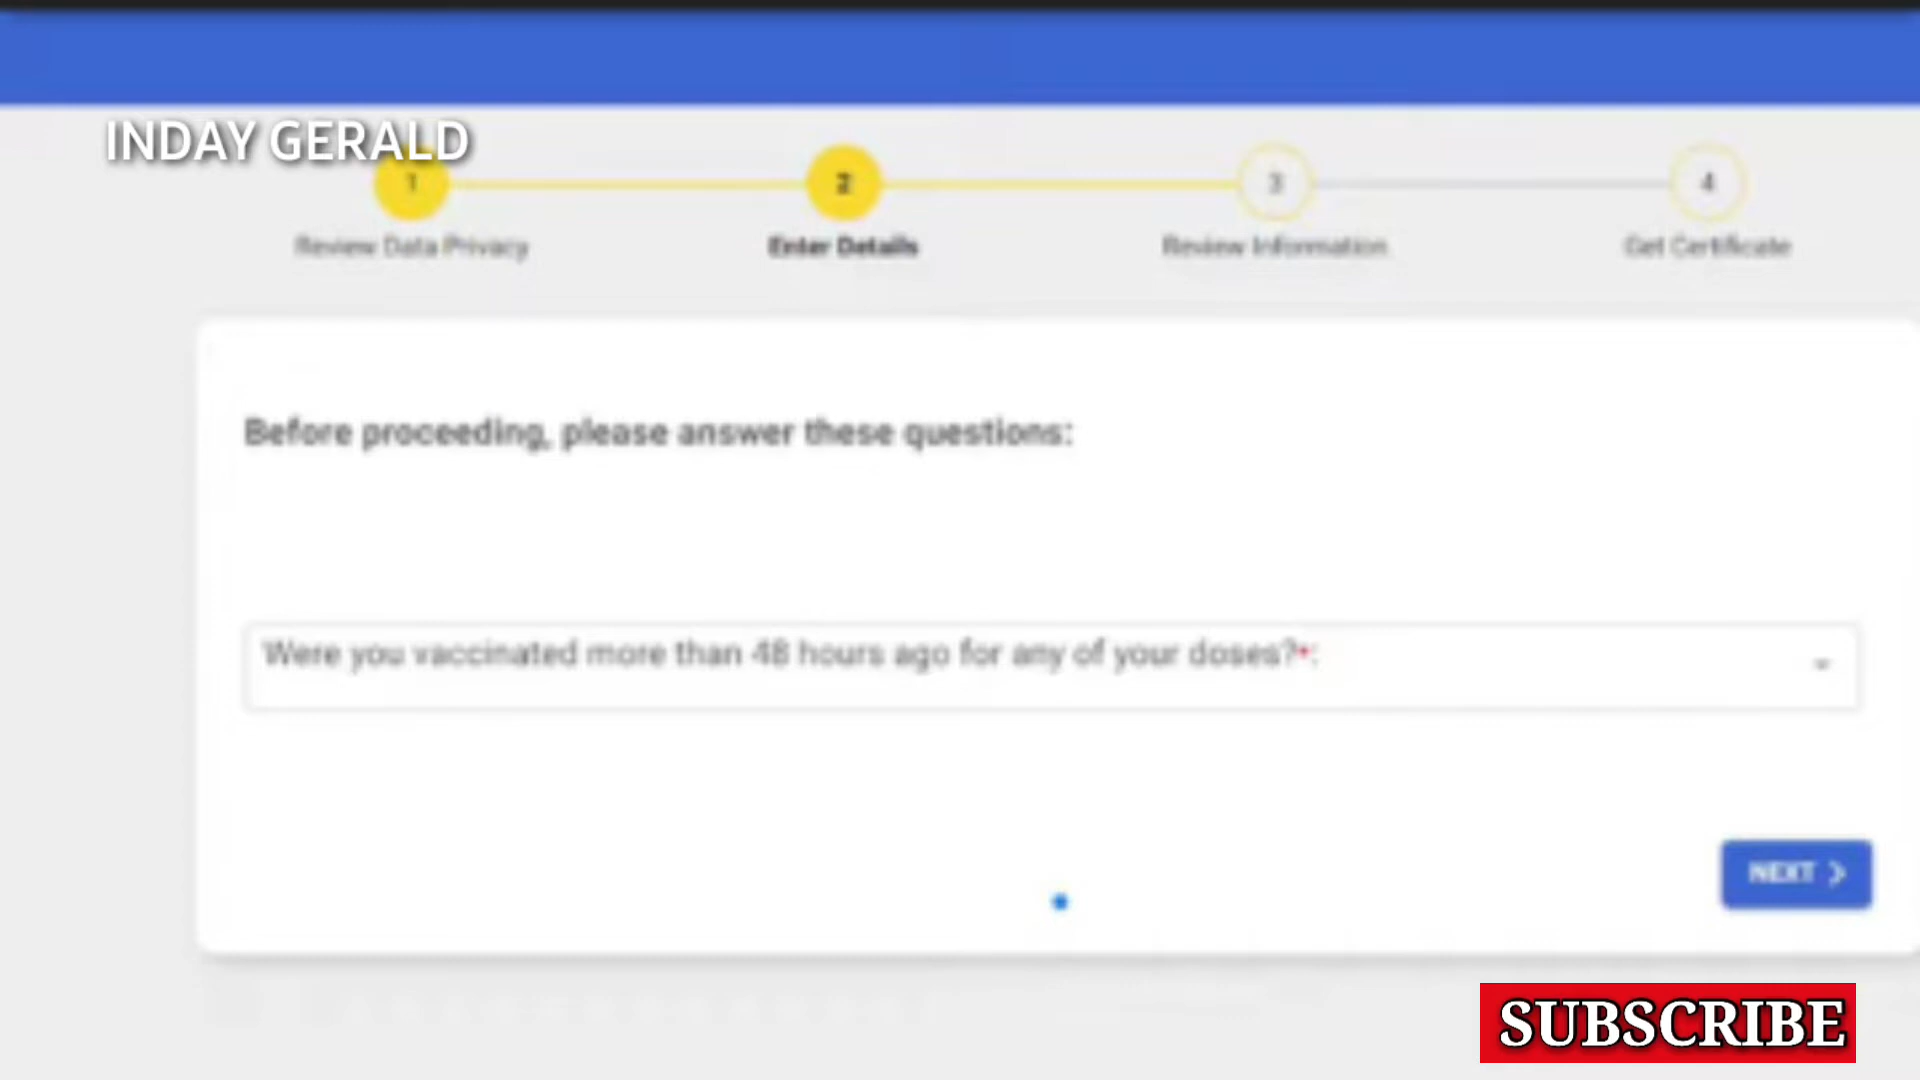 INDAY GERALD
1
2
3
4
Review Data Privacy
Enter Details
Review Information
Get Certificate
Before proceeding, please answer these questions:
Were you vaccinated more than 48 hours ago for any of your doses?*:
NEXT
SUBSCRIBE